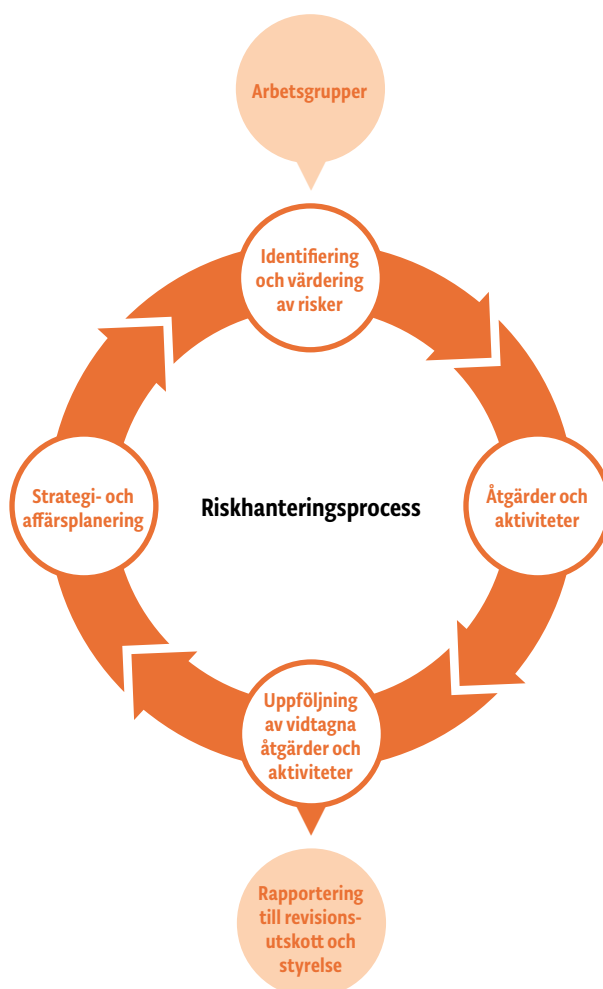 Arbetsgrupper
Identifiering
och värdering
av risker
Strategi- och
affärsplanering
Riskhanteringsprocess
Åtgärder och
aktiviteter
Uppföljning
av vidtagna
åtgärder och
aktiviteter
Rapportering
till revisions-
utskott och
styrelse